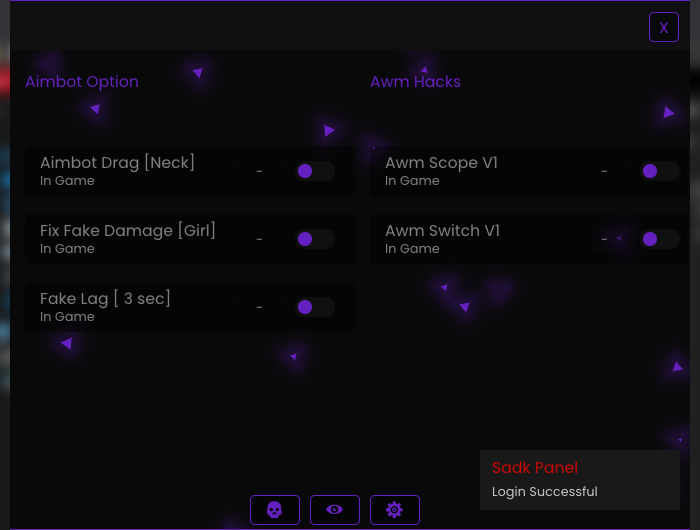 X
Aimbot Option
Awm Hacks
Aimbot Drag [Neck]
In Game
-
Awm Scope V1
In Game
-
Fix Fake Damage [Girl]
In Game
-
Awm Switch V1
In Game
-
Fake Lag [ 3 sec]
In Game
-
Sadk Panel
Login Successful